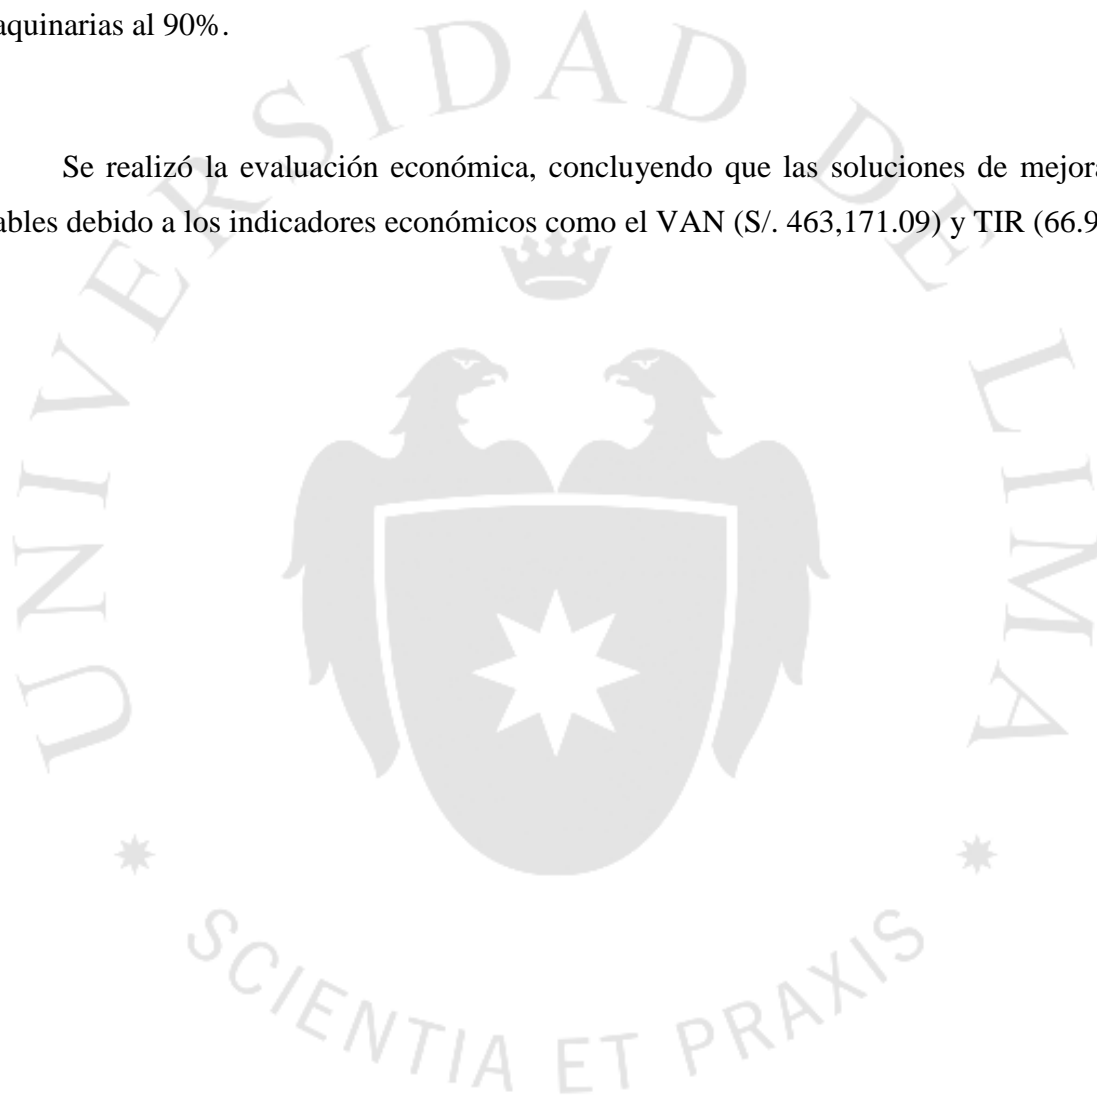 aquinarias al 90%.
Se realizó la evaluación económica, concluyendo que las soluciones de mejora
ables debido a los indicadores económicos como el VAN (S/. 463,171.09) y TIR (66.9
UNIVERSIDAD DE LIMA
SCIENTIA ET PRAXIS